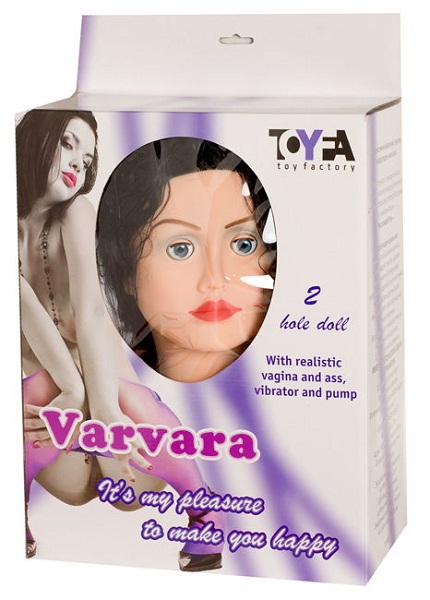 TOYFA
toy factory
2
hole doll
With realistic
vagina and ass,
vibrator and pump
Varvara
It's my pleasure
to make you happy